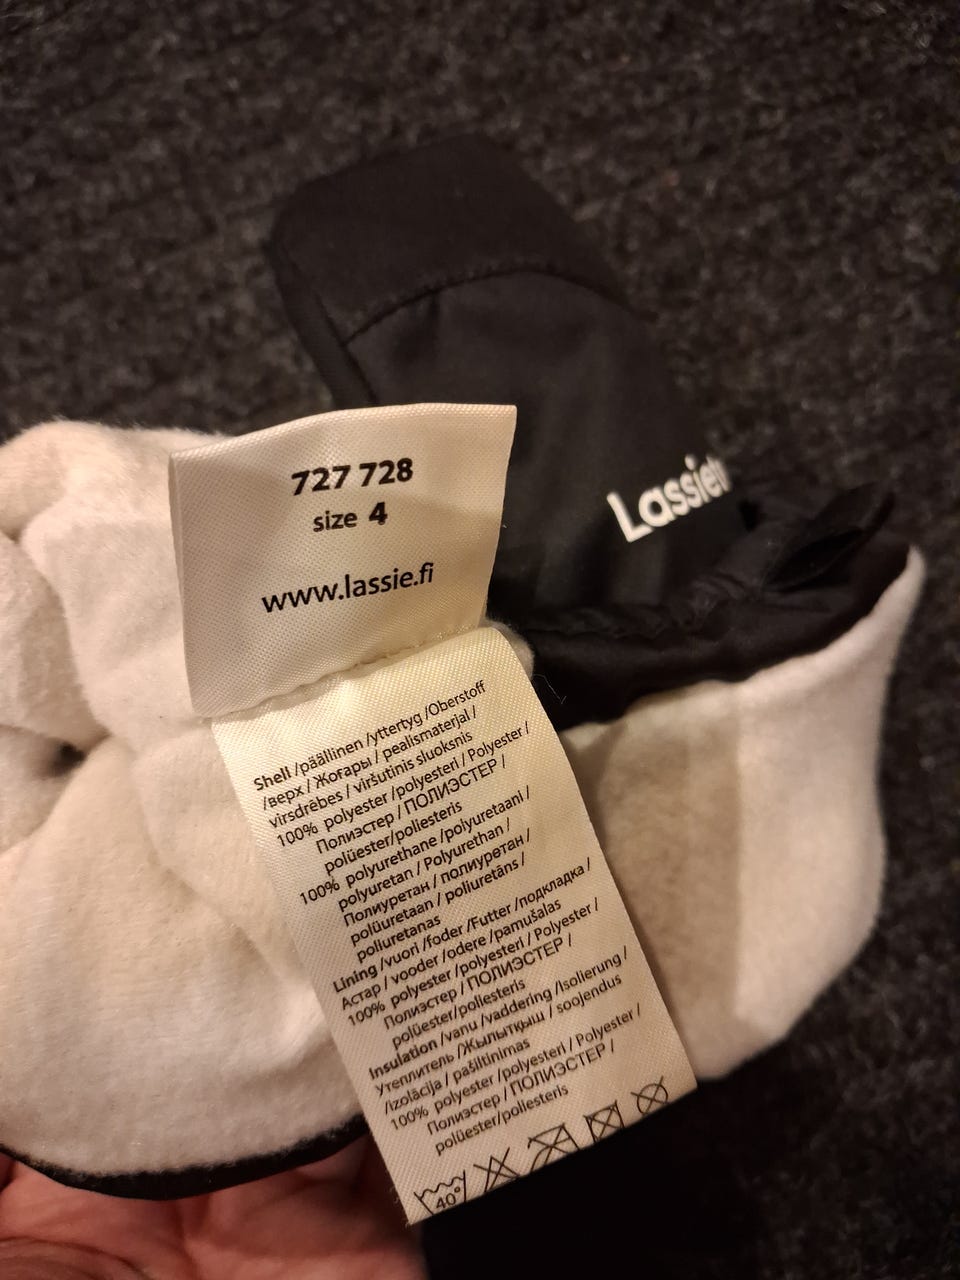 727 728
size 4
www.lassie.fi
Lassie
Shell /päällinen /yttertyg /Oberstoff
/верх / Жоғары / pealismaterjal /
virsdrēbes / viršutinis sluoksnis
100% polyester /polyesteri / Polyester /
Полиэстер / ПОЛИЭСТЕР /
polüester/poliesteris
100% polyurethane /polyuretaani /
polyuretan / Polyurethan /
Полиуретан / полиуретан /
polüuretaan / poliuretāns /
poliuretanas
Lining /vuori /foder /Futter /подкладка /
Астар / vooder /odere /pamušalas
100% polyester /polyesteri / Polyester /
Полиэстер / ПОЛИЭСТЕР /
polüester/poliesteris
Insulation /vanu /vaddering /Isolierung /
Утеплитель /Жылытқыш / soojendus
/izolācija / pašiltinimas
100% polyester /polyesteri / Polyester /
Полиэстер / ПОЛИЭСТЕР /
polüester/poliesteris
40°